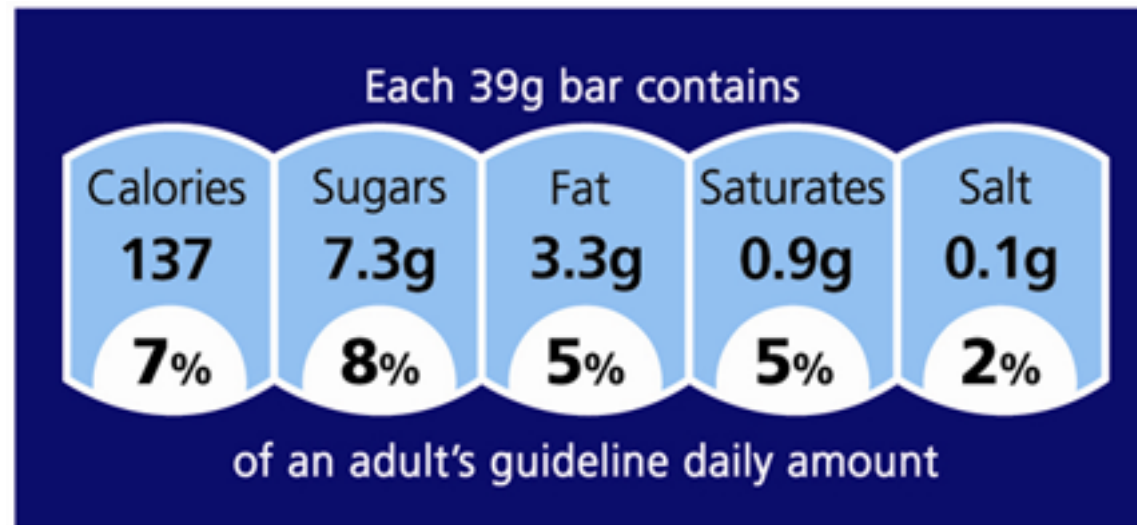 Each 39g bar contains
Calories Sugars Fat Saturates Salt
137 7.3g 3.3g 0.9g 0.1g
7% 8% 5% 5% 2%
of an adult's guideline daily amount